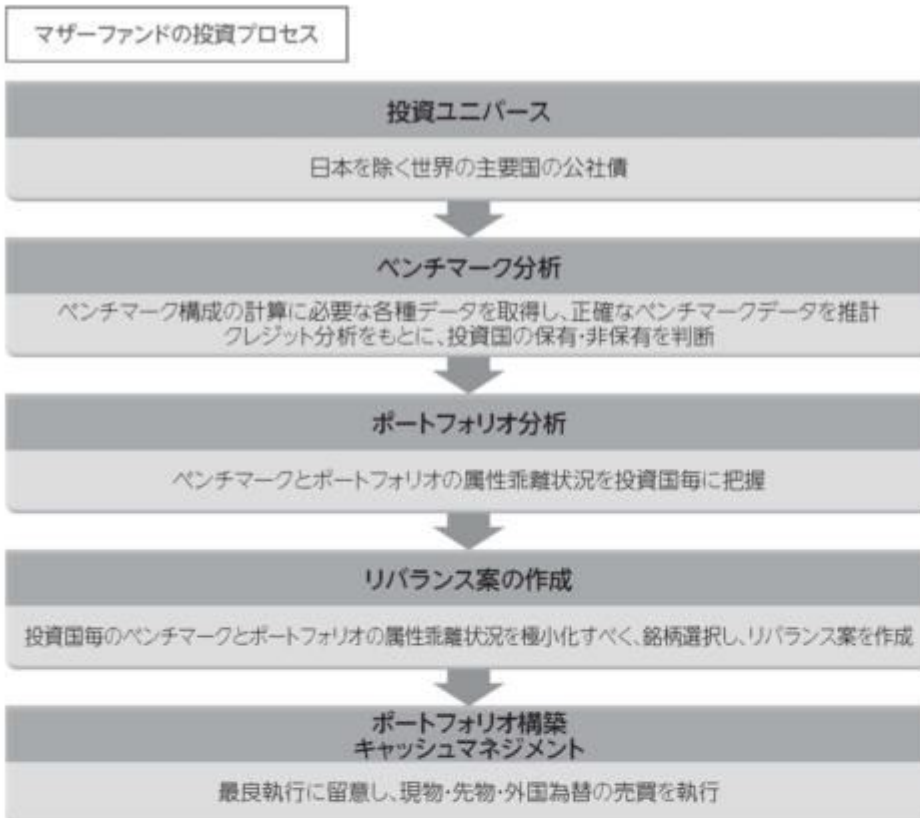 マザーファンドの投資プロセス
投資ユニバース
日本を除く世界の主要国の公社債
ベンチマーク分析
ベンチマーク構成の計算に必要な各種データを取得し、正確なベンチマークデータを推計
クレジット分析をもとに、投資国の保有・非保有を判断
ポートフォリオ分析
ベンチマークとポートフォリオの属性乖離状況を投資国毎に把握
リバランス案の作成
投資国毎のベンチマークとポートフォリオの属性乖離状況を極小化すべく、銘柄選択し、リバランス案を作成
ポートフォリオ構築
キャッシュマネジメント
最良執行に留意し、現物・先物・外国為替の売買を執行